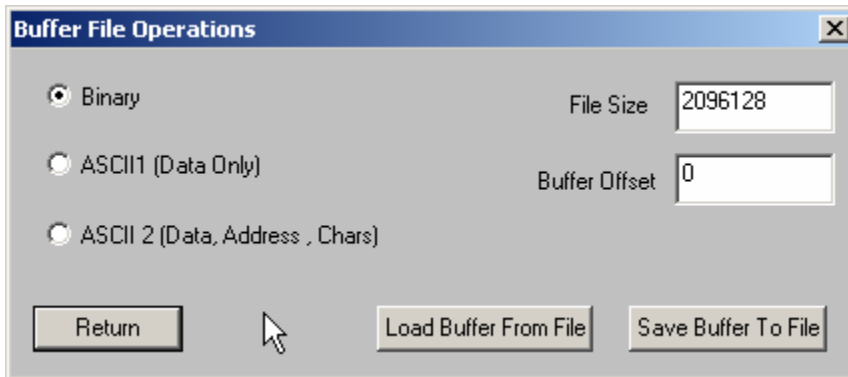 Buffer File Operations
Binary
File Size 2096128
ASCII1 (Data Only)
Buffer Offset 0
ASCII 2 (Data, Address , Chars)
Return Load Buffer From File Save Buffer To File